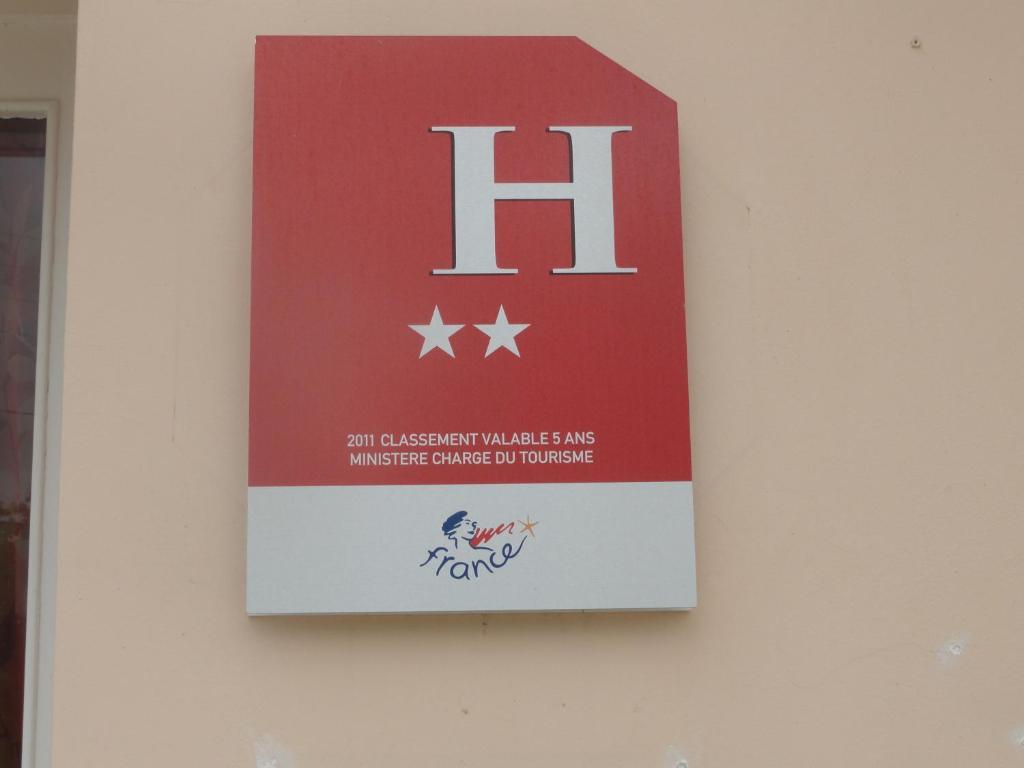 H
2011 CLASSEMENT VALABLE 5 ANS
MINISTERE CHARGE DU TOURISME
france